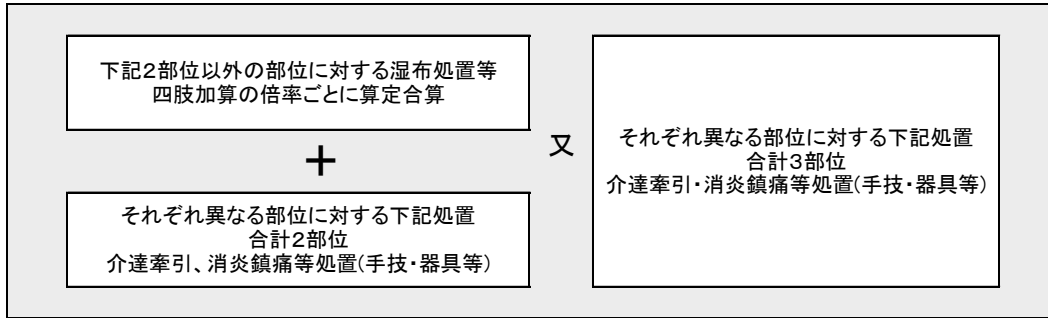 下記2部位以外の部位に対する湿布処置等
四肢加算の倍率ごとに算定合算
＋
それぞれ異なる部位に対する下記処置
合計2部位
介達牽引、消炎鎮痛等処置(手技・器具等)
又
それぞれ異なる部位に対する下記処置
合計3部位
介達牽引・消炎鎮痛等処置(手技・器具等)